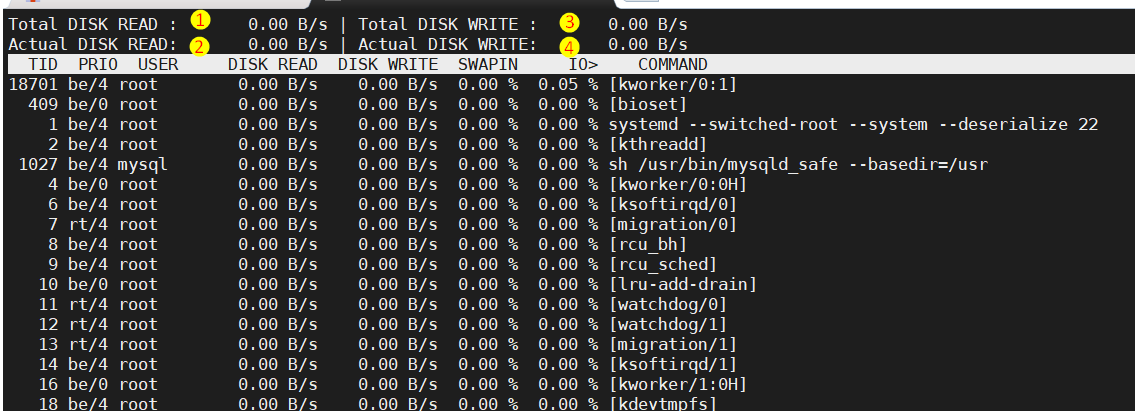 Total DISK READ : 1 0.00 B/s | Total DISK WRITE : 3 0.00 B/s
Actual DISK READ: 2 0.00 B/s | Actual DISK WRITE: 4 0.00 B/s
TID PRIO USER DISK READ DISK WRITE SWAPIN IO> COMMAND
18701 be/4 root 0.00 B/s 0.00 B/s 0.00 % 0.05 % [kworker/0:1]
409 be/0 root 0.00 B/s 0.00 B/s 0.00 % 0.00 % [bioset]
1 be/4 root 0.00 B/s 0.00 B/s 0.00 % 0.00 % systemd --switched-root --system --deserialize 22
2 be/4 root 0.00 B/s 0.00 B/s 0.00 % 0.00 % [kthreadd]
1027 be/4 mysql 0.00 B/s 0.00 B/s 0.00 % 0.00 % sh /usr/bin/mysqld_safe --basedir=/usr
4 be/0 root 0.00 B/s 0.00 B/s 0.00 % 0.00 % [kworker/0:0H]
6 be/4 root 0.00 B/s 0.00 B/s 0.00 % 0.00 % [ksoftirqd/0]
7 rt/4 root 0.00 B/s 0.00 B/s 0.00 % 0.00 % [migration/0]
8 be/4 root 0.00 B/s 0.00 B/s 0.00 % 0.00 % [rcu_bh]
9 be/4 root 0.00 B/s 0.00 B/s 0.00 % 0.00 % [rcu_sched]
10 be/0 root 0.00 B/s 0.00 B/s 0.00 % 0.00 % [lru-add-drain]
11 rt/4 root 0.00 B/s 0.00 B/s 0.00 % 0.00 % [watchdog/0]
12 rt/4 root 0.00 B/s 0.00 B/s 0.00 % 0.00 % [watchdog/1]
13 rt/4 root 0.00 B/s 0.00 B/s 0.00 % 0.00 % [migration/1]
14 be/4 root 0.00 B/s 0.00 B/s 0.00 % 0.00 % [ksoftirqd/1]
16 be/0 root 0.00 B/s 0.00 B/s 0.00 % 0.00 % [kworker/1:0H]
18 be/4 root 0.00 B/s 0.00 B/s 0.00 % 0.00 % [kdevtmpfs]